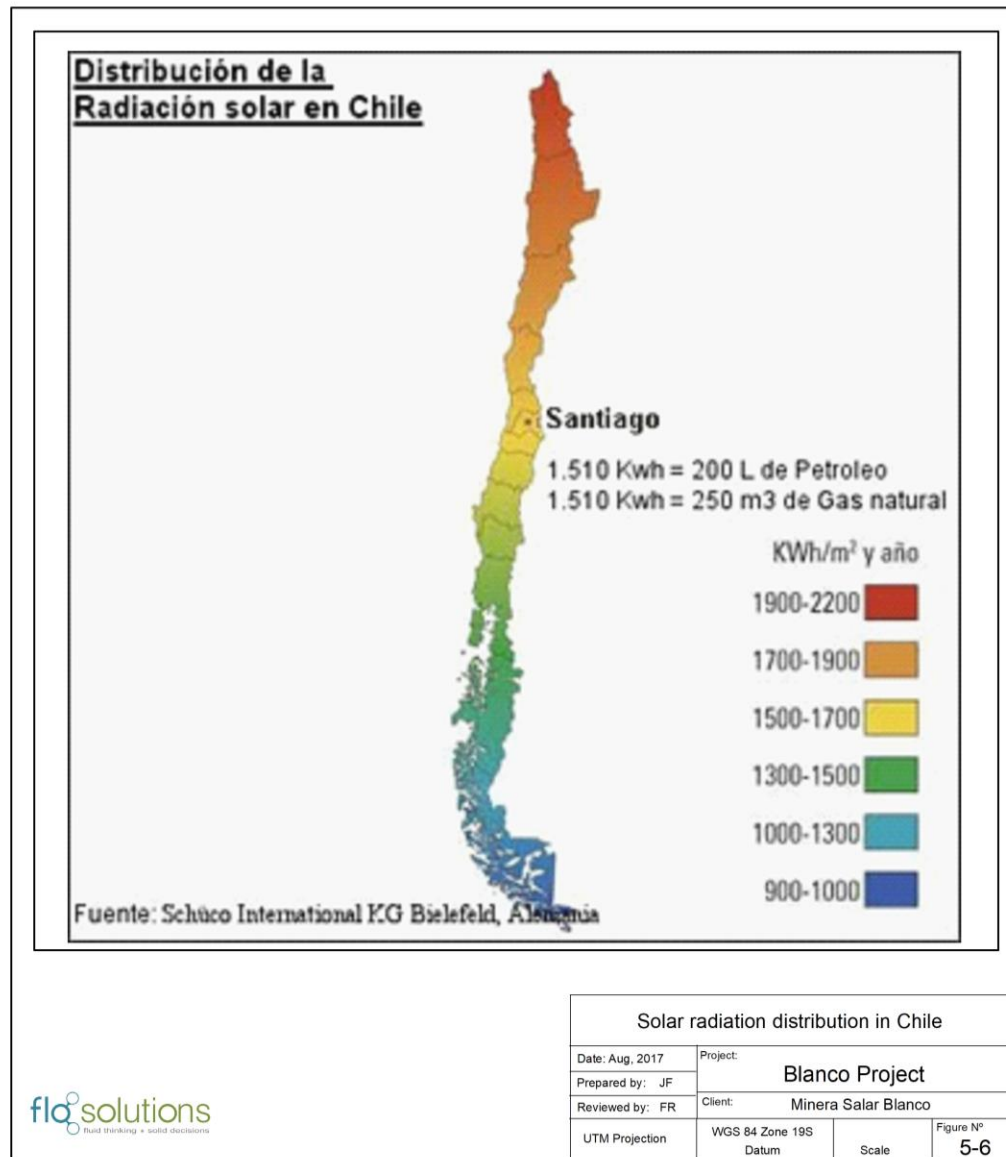 Distribución de la
Radiación solar en Chile
Santiago
1.510 Kwh = 200 L de Petroleo
1.510 Kwh = 250 m3 de Gas natural
KWh/m² y año
1900-2200
1700-1900
1500-1700
1300-1500
1000-1300
900-1000
Fuente: Schüco International KG Bielefeld, Alemania
Solar radiation distribution in Chile
Date: Aug, 2017
Project:
Blanco Project
Prepared by: JF
Reviewed by: FR
Client: Minera Salar Blanco
UTM Projection
WGS 84 Zone 19S
Datum
Scale
Figure Nº
5-6
flo solutions
fluid thinking + solid decisions